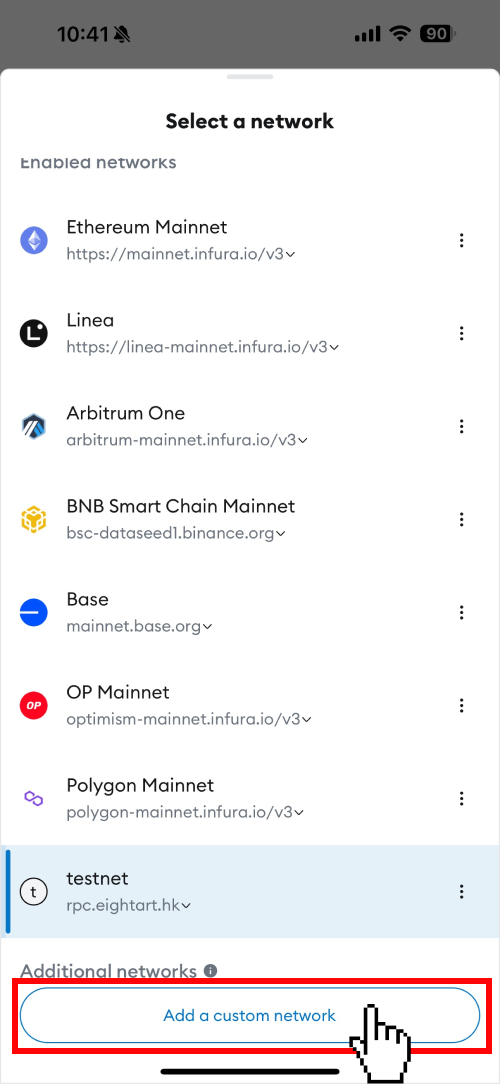 10:41
90
Select a network
Enabled networks
Ethereum Mainnet
https://mainnet.infura.io/v3
Linea
https://linea-mainnet.infura.io/v3
Arbitrum One
arbitrum-mainnet.infura.io/v3
BNB Smart Chain Mainnet
bsc-dataseed1.binance.org
Base
mainnet.base.org
OP
OP Mainnet
optimism-mainnet.infura.io/v3
Polygon Mainnet
polygon-mainnet.infura.io/v3
t
testnet
rpc.eightart.hk
Additional networks
Add a custom network